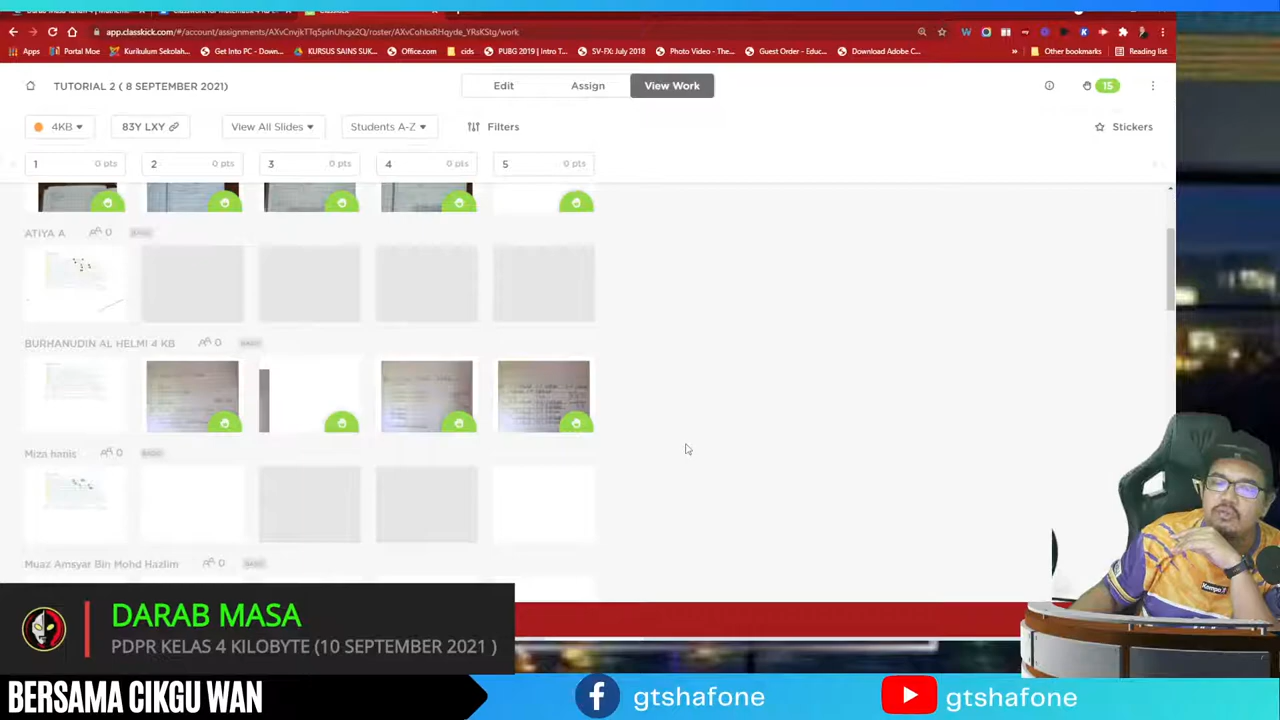 app.classkick.com/#/account/assignments/AXvCnvjkTTq5pInUhcjx2Q/roster/AXvCohkxRHqyde_YRsKStg/work
Apps Portal Moe Kurikulum Sekolah... Get Into PC - Down... KURSUS SAINS SUK... Office.com cids PUBG 2019 | Intro T... SV-FX: July 2018 Photo Video - The... Guest Order - Educ... Download Adobe C... » Other bookmarks Reading list
TUTORIAL 2 ( 8 SEPTEMBER 2021) Edit Assign View Work 15
4KB 83Y LXY View All Slides Students A-Z Filters Stickers
1 0 pts 2 0 pts 3 0 pts 4 0 pts 5 0 pts
ATIYA A 0 BASIC
BURHANUDIN AL HELMI 4 KB 0 BASIC
Miza hanis 0 BASIC
Muaz Amsyar Bin Mohd Hazlim 0 BASIC
DARAB MASA
PDPR KELAS 4 KILOBYTE (10 SEPTEMBER 2021 )
BERSAMA CIKGU WAN
gtshafone
gtshafone